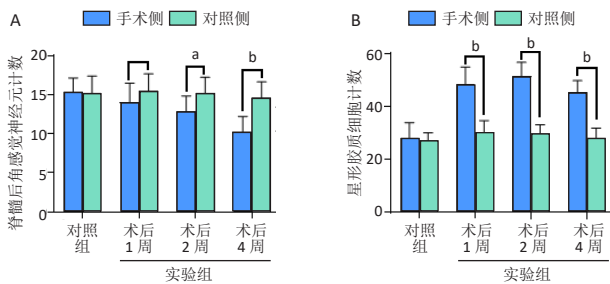 A
手术侧 对照侧
脊髓后角感觉神经元计数
20
15
10
5
0
a
b
对照组
术后1周
术后2周
术后4周
实验组
B
手术侧 对照侧
星形胶质细胞计数
60
40
20
0
b
b
b
对照组
术后1周
术后2周
术后4周
实验组